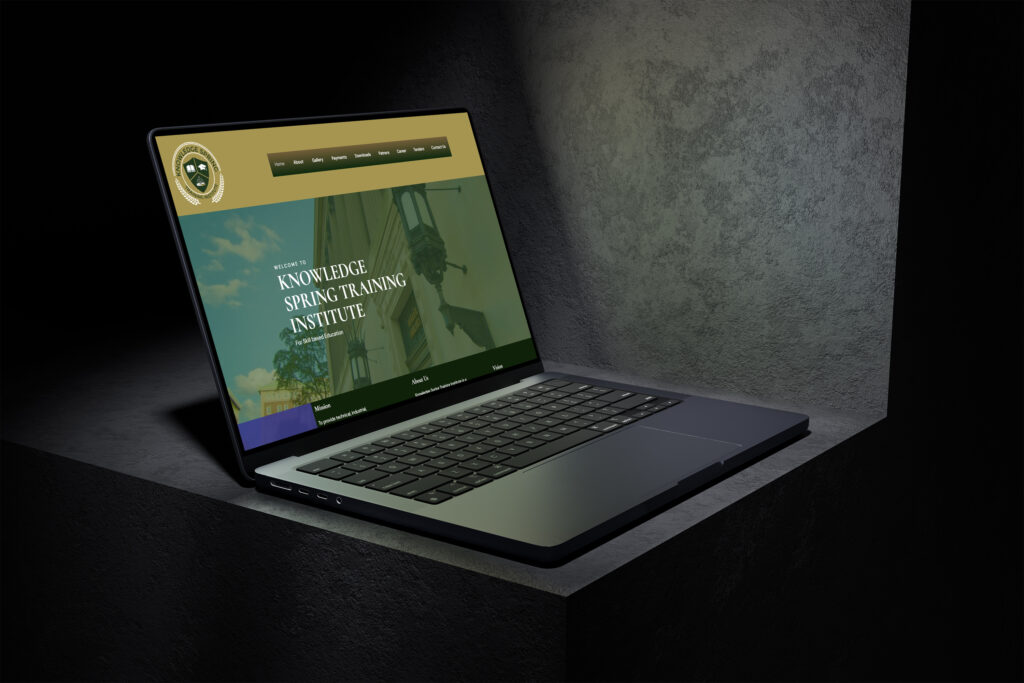 KNOWLEDGE SPRING
Home About Gallery Payments Downloads Partners Career Tenders Contact Us
WELCOME TO
KNOWLEDGE
SPRING TRAINING
INSTITUTE
For Skill based Education
Mission
About Us
Vision
To provide technical, industrial,
Knowledge Spring Training Institute is a